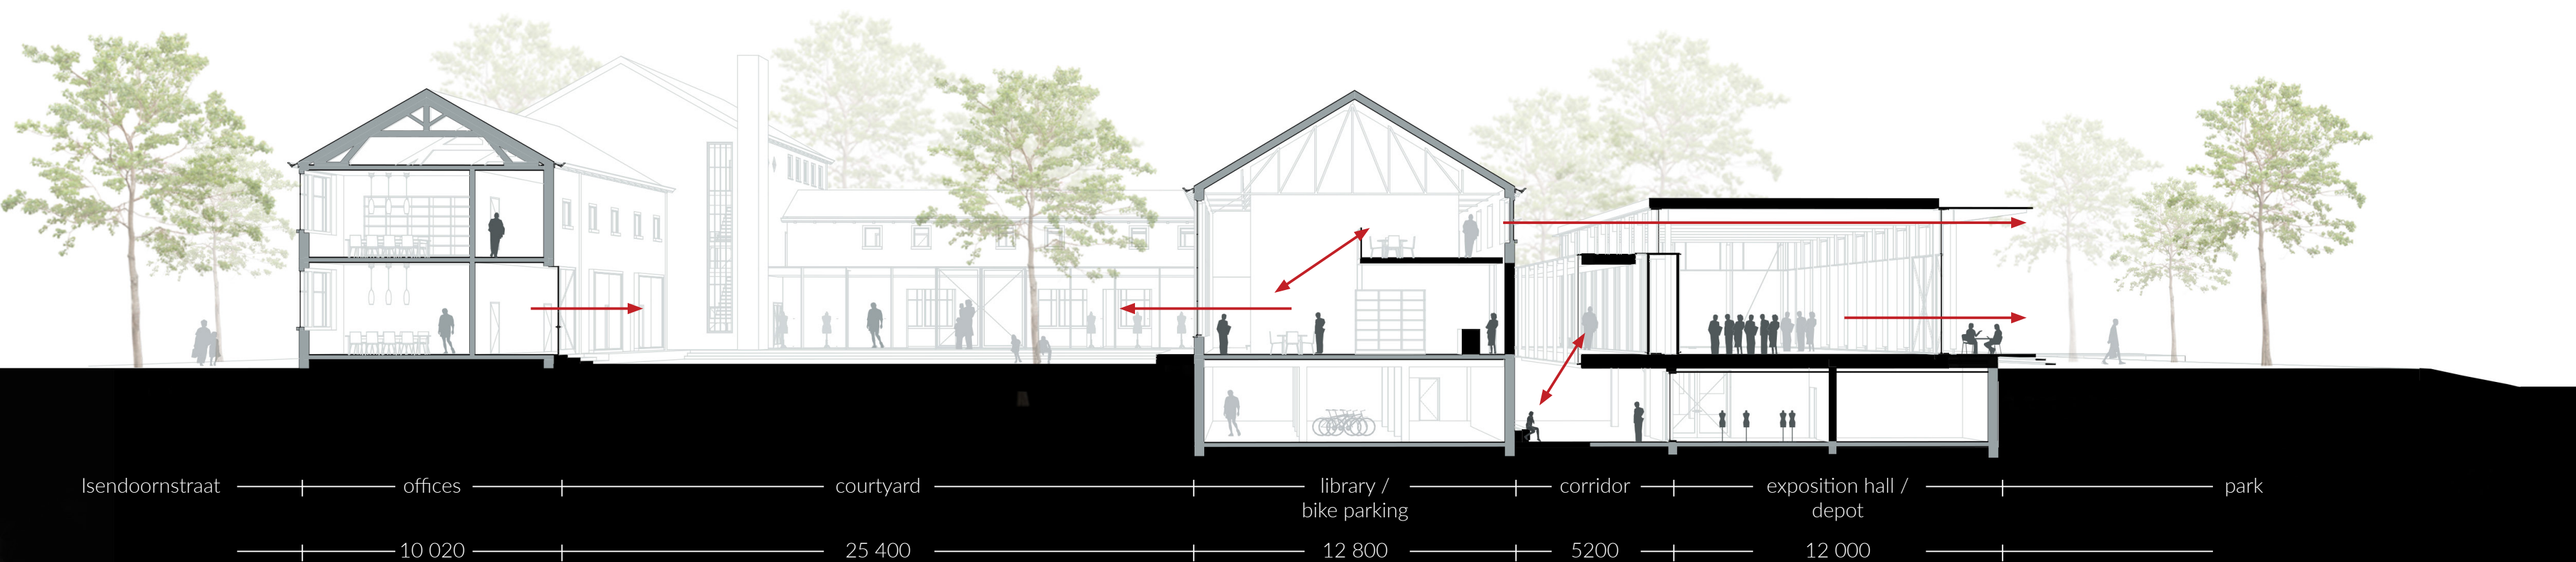 Isendoornstraat offices courtyard library / corridor exposition hall / park
bike parking depot
10 020 25 400 12 800 5200 12 000